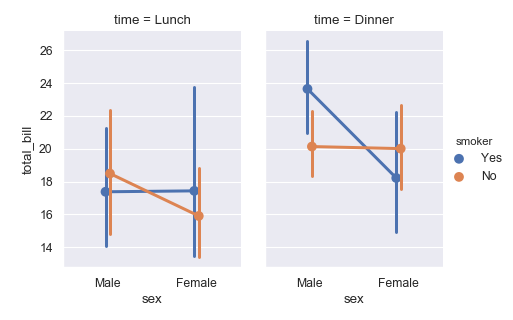 time = Lunch
time = Dinner
total_bill
26
24
22
20
18
16
14
Male
Female
Male
Female
sex
sex
smoker
Yes
No